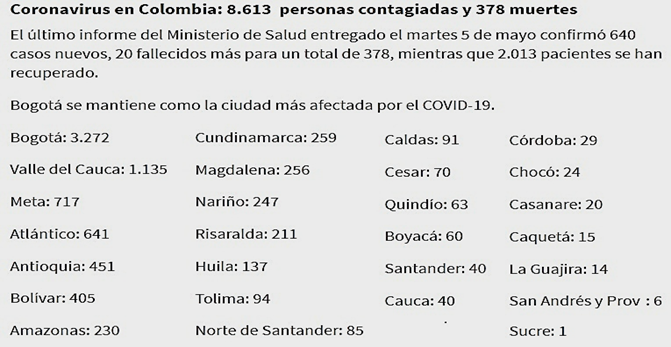 Coronavirus en Colombia: 8.613 personas contagiadas y 378 muertes
El último informe del Ministerio de Salud entregado el martes 5 de mayo confirmó 640
casos nuevos, 20 fallecidos más para un total de 378, mientras que 2.013 pacientes se han
recuperado.
Bogotá se mantiene como la ciudad más afectada por el COVID-19.
Bogotá: 3.272 Cundinamarca: 259 Caldas: 91 Córdoba: 29
Valle del Cauca: 1.135 Magdalena: 256 Cesar: 70 Chocó: 24
Meta: 717 Nariño: 247 Quindío: 63 Casanare: 20
Atlántico: 641 Risaralda: 211 Boyacá: 60 Caquetá: 15
Antioquia: 451 Huila: 137 Santander: 40 La Guajira: 14
Bolívar: 405 Tolima: 94 Cauca: 40 San Andrés y Prov : 6
Amazonas: 230 Norte de Santander: 85 Sucre: 1